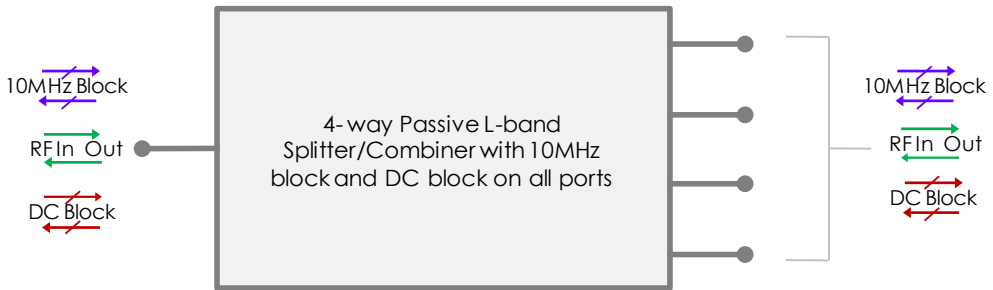 10MHz Block
RF In Out
DC Block
4-way Passive L-band
Splitter/Combiner with 10MHz
block and DC block on all ports
10MHz Block
RF In Out
DC Block